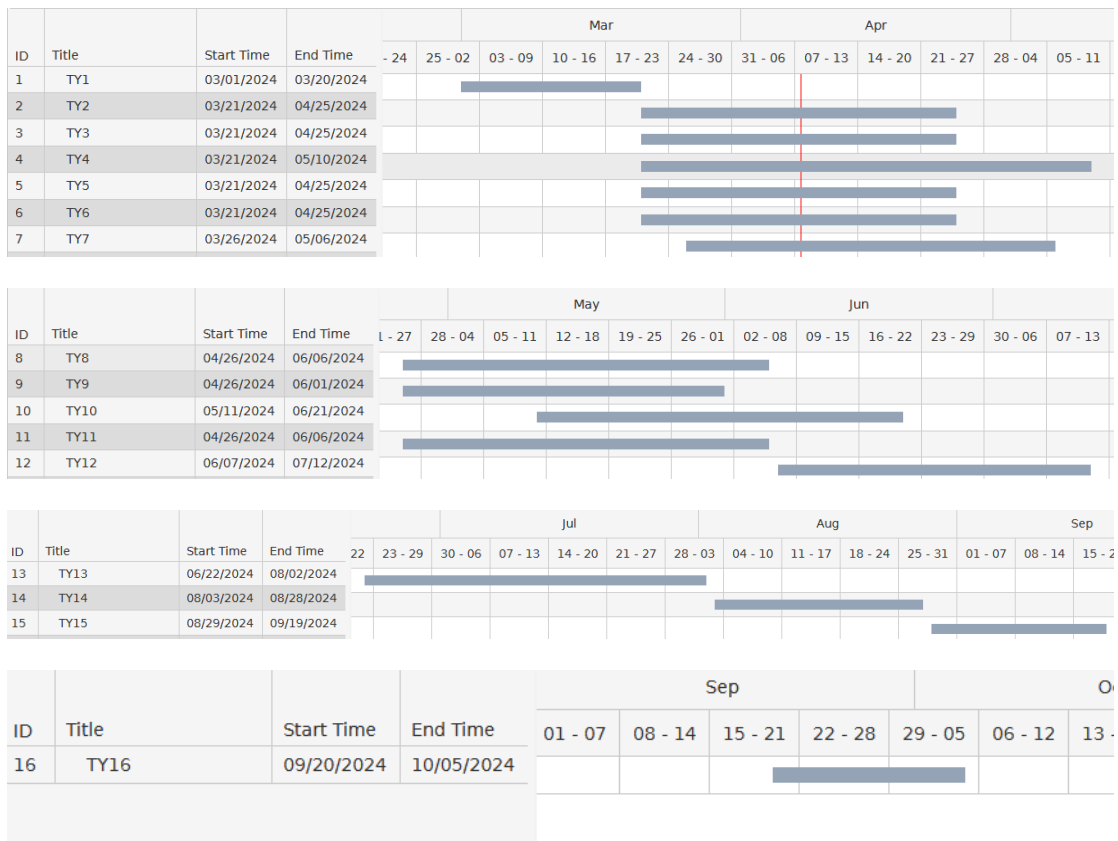 Mar Apr
ID Title Start Time End Time - 24 25 - 02 03 - 09 10 - 16 17 - 23 24 - 30 31 - 06 07 - 13 14 - 20 21 - 27 28 - 04 05 - 11
1 TY1 03/01/2024 03/20/2024
2 TY2 03/21/2024 04/25/2024
3 TY3 03/21/2024 04/25/2024
4 TY4 03/21/2024 05/10/2024
5 TY5 03/21/2024 04/25/2024
6 TY6 03/21/2024 04/25/2024
7 TY7 03/26/2024 05/06/2024
May Jun
ID Title Start Time End Time 1 - 27 28 - 04 05 - 11 12 - 18 19 - 25 26 - 01 02 - 08 09 - 15 16 - 22 23 - 29 30 - 06 07 - 13
8 TY8 04/26/2024 06/06/2024
9 TY9 04/26/2024 06/01/2024
10 TY10 05/11/2024 06/21/2024
11 TY11 04/26/2024 06/06/2024
12 TY12 06/07/2024 07/12/2024
Jul Aug Sep
ID Title Start Time End Time 22 23 - 29 30 - 06 07 - 13 14 - 20 21 - 27 28 - 03 04 - 10 11 - 17 18 - 24 25 - 31 01 - 07 08 - 14 15 - 2
13 TY13 06/22/2024 08/02/2024
14 TY14 08/03/2024 08/28/2024
15 TY15 08/29/2024 09/19/2024
Sep Oc
ID Title Start Time End Time 01 - 07 08 - 14 15 - 21 22 - 28 29 - 05 06 - 12 13 -
16 TY16 09/20/2024 10/05/2024